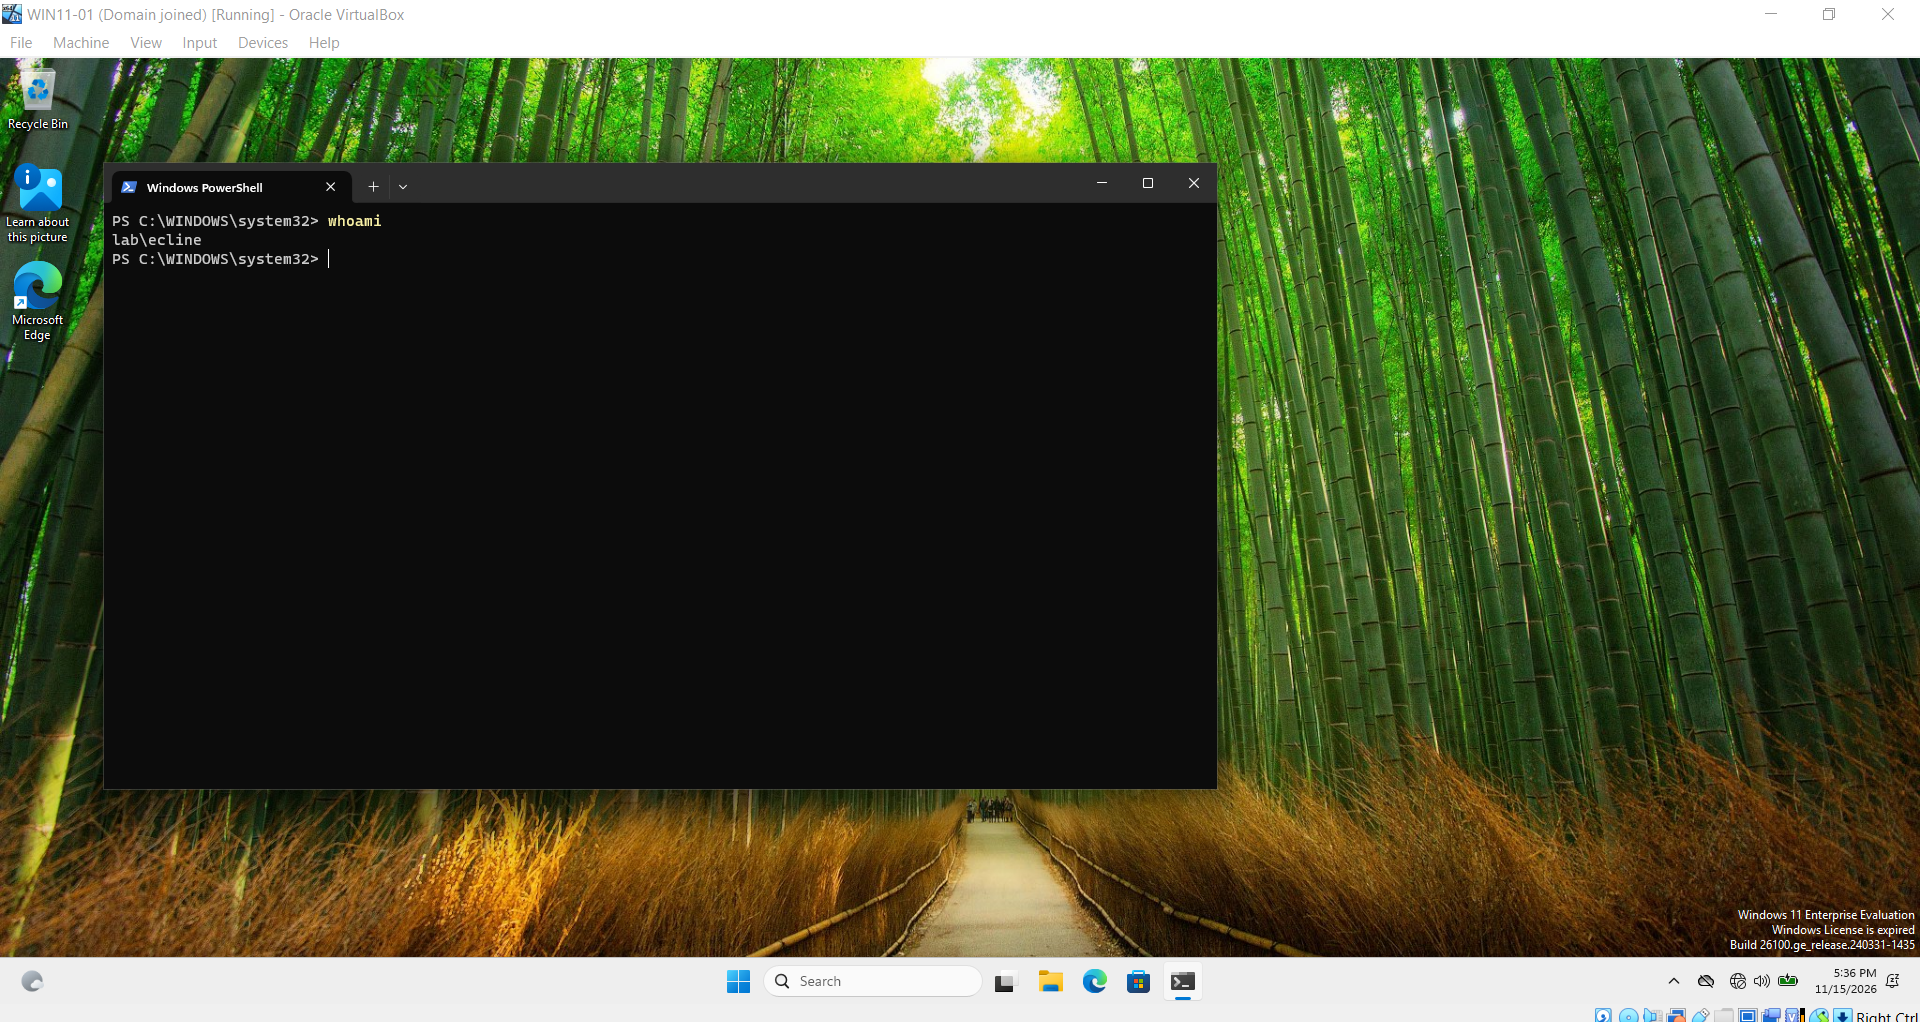 WIN11-01 (Domain joined) [Running] - Oracle VirtualBox
File Machine View Input Devices Help
Recycle Bin
Learn about
this picture
Microsoft
Edge
Windows PowerShell
PS C:\WINDOWS\system32> whoami
lab\ecline
PS C:\WINDOWS\system32>
Windows 11 Enterprise Evaluation
Windows License is expired
Build 26100.ge_release.240331-1435
Search
5:36 PM
11/15/2026
Right Ctrl